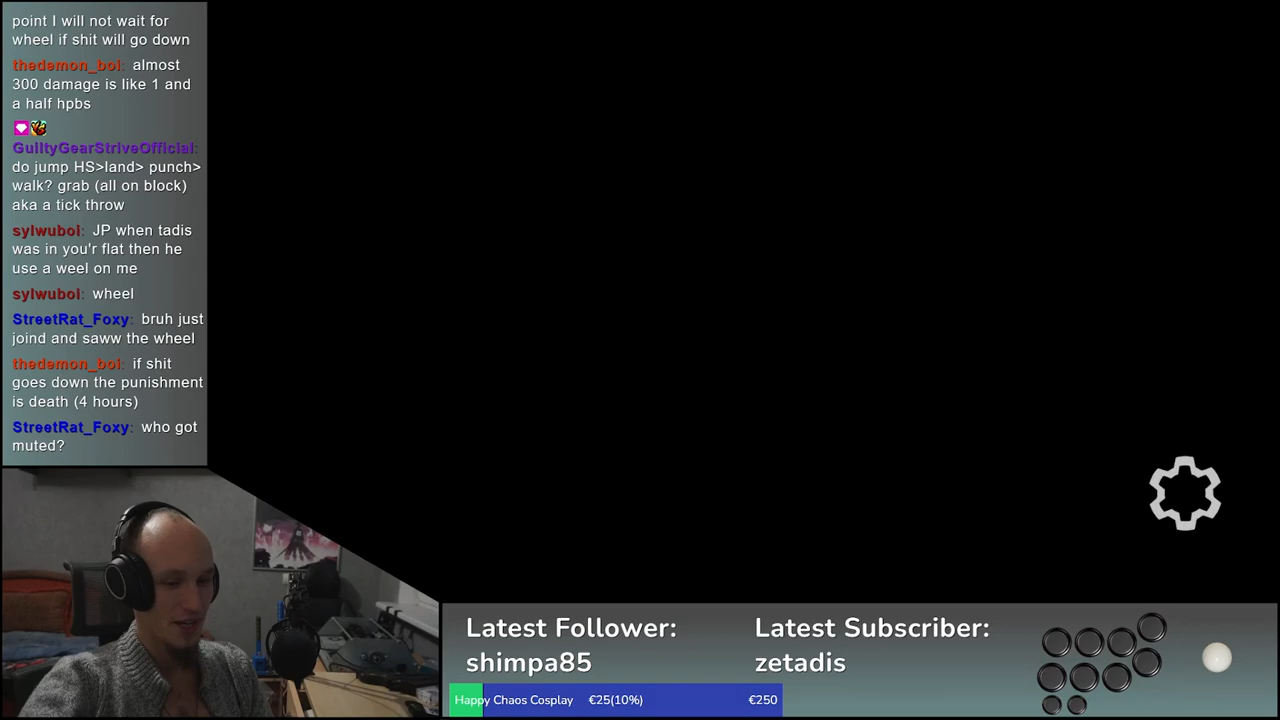 point I will not wait for
wheel if shit will go down
thedemon_boi: almost
300 damage is like 1 and
a half hpbs
GuiltyGearStriveOfficial:
do jump HS>land> punch>
walk? grab (all on block)
aka a tick throw
sylwuboi: JP when tadis
was in you'r flat then he
use a weel on me
sylwuboi: wheel
StreetRat_Foxy: bruh just
joind and saww the wheel
thedemon_boi: if shit
goes down the punishment
is death (4 hours)
StreetRat_Foxy: who got
muted?
Latest Follower:
shimpa85
Latest Subscriber:
zetadis
Happy Chaos Cosplay €25(10%) €250